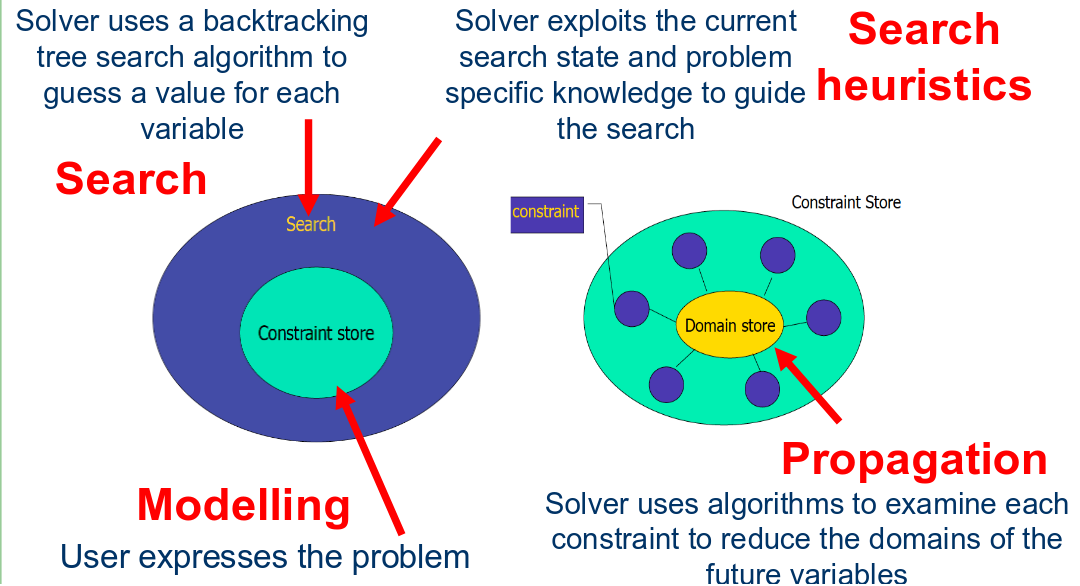 Solver uses a backtracking
tree search algorithm to
guess a value for each
variable
Search
Solver exploits the current
search state and problem
specific knowledge to guide
the search
Search
heuristics
Search
Constraint store
constraint
Constraint Store
Domain store
Modelling
User expresses the problem
Propagation
Solver uses algorithms to examine each
constraint to reduce the domains of the
future variables